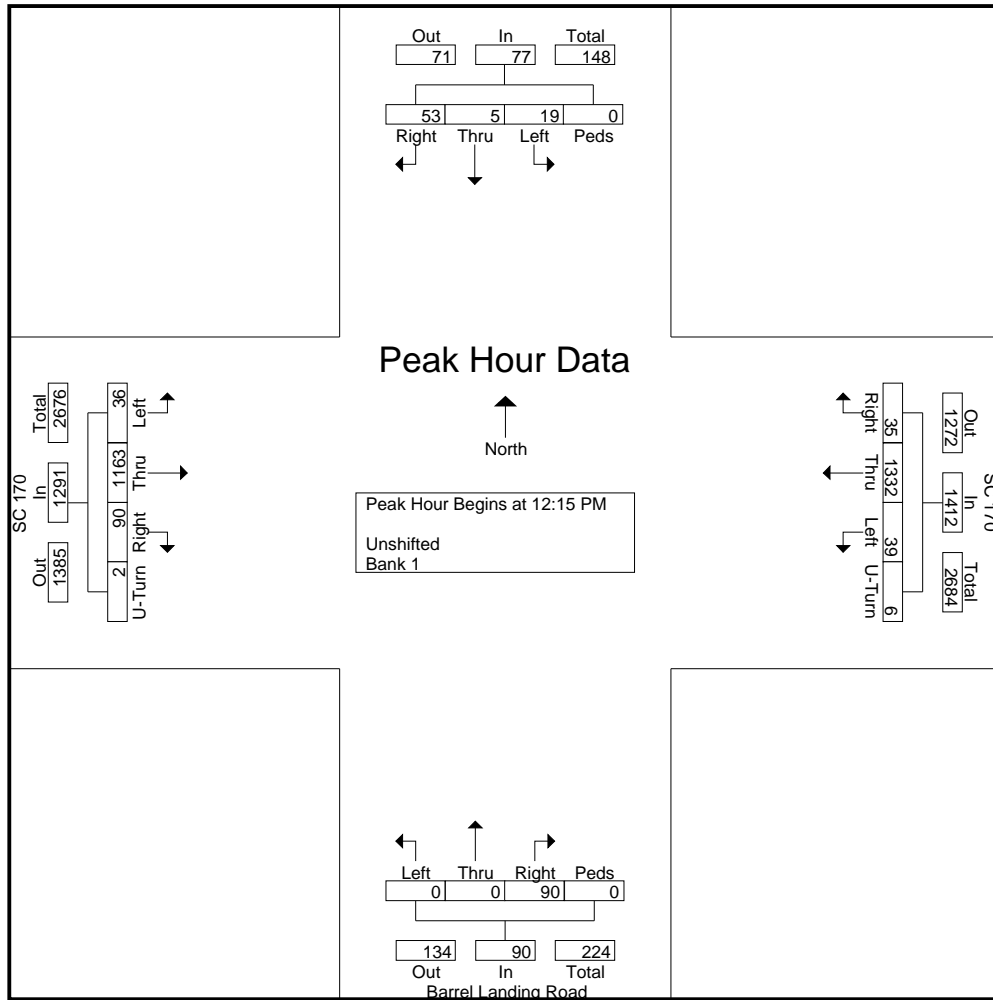 Out In Total
71 77 148
53 5 19 0
Right Thru Left Peds
Peak Hour Data
North
Peak Hour Begins at 12:15 PM
Unshifted
Bank 1
SC 170
Total In Out
2676 1291 1385
36 1163 90 2
Left Thru Right U-Turn
Right Thru Left U-Turn
35 1332 39 6
1272 1412 2684
Out In Total
SC 170
Left Thru Right Peds
0 0 90 0
134 90 224
Out In Total
Barrel Landing Road